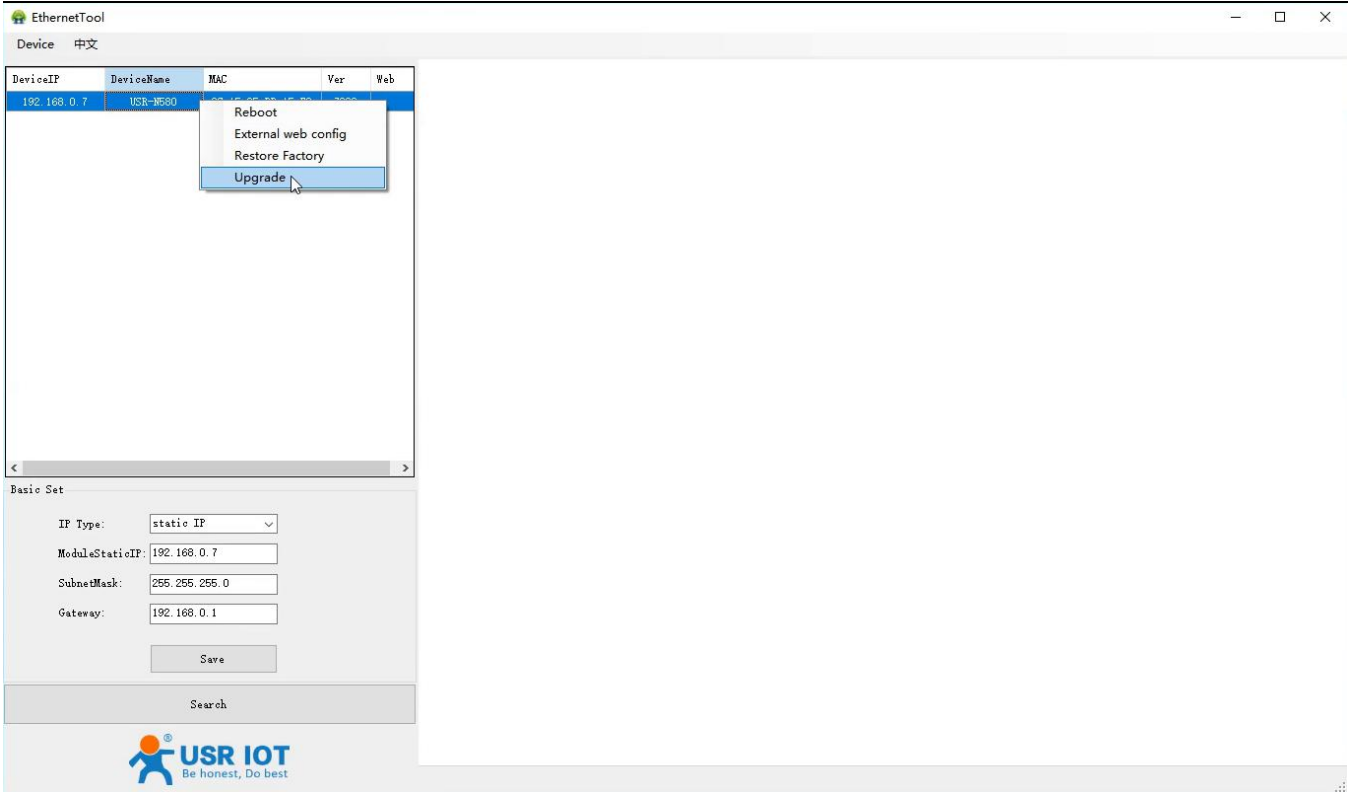 EthernetTool
Device 中文
DeviceIP DeviceName MAC Ver Web
192.168.0.7 USR-N580
Reboot
External web config
Restore Factory
Upgrade
Basic Set
IP Type: static IP
ModuleStaticIP: 192.168.0.7
SubnetMask: 255.255.255.0
Gateway: 192.168.0.1
Save
Search
®
USR IOT
Be honest, Do best